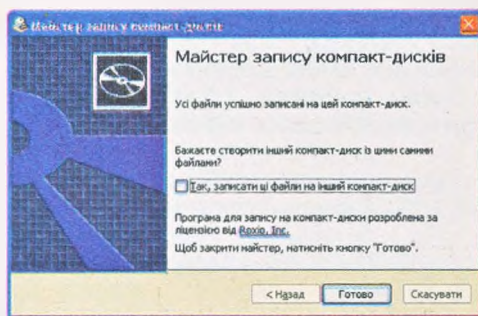 Майстер запису компакт-дисків
Майстер запису компакт-дисків
Усі файли успішно записані на цей компакт-диск.
Бажаєте створити інший компакт-диск із цими самими
файлами?
Так, записати ці файли на інший компакт-диск
Програма для запису на компакт-диски розроблена за
ліцензією від Roxio, Inc.
Щоб закрити майстер, натисніть кнопку "Готово".
< Назад
Готово
Скасувати